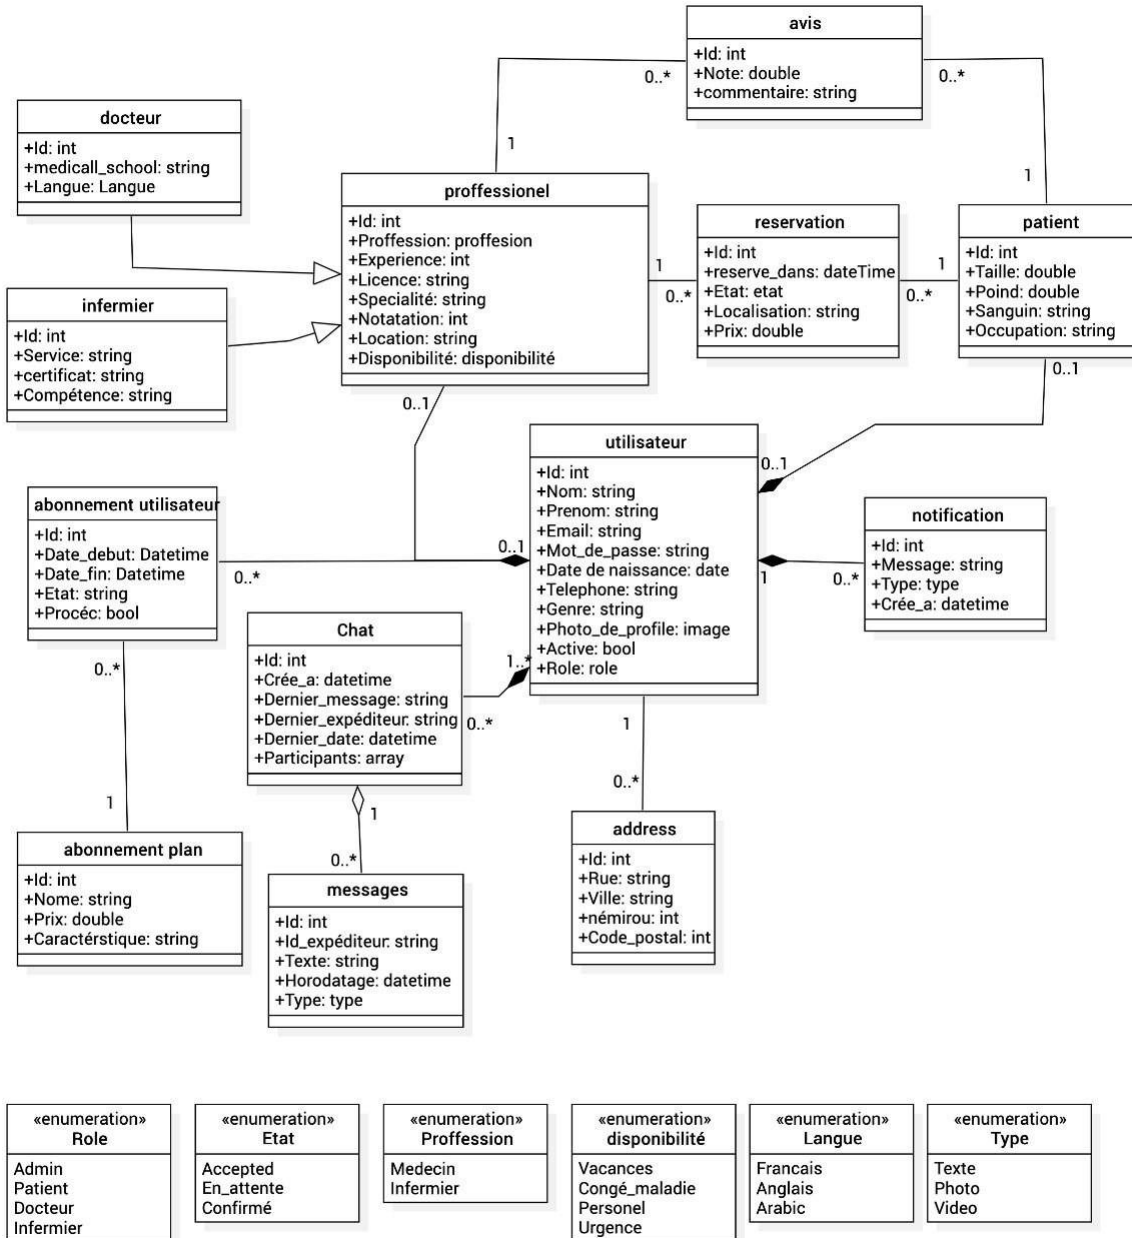 avis
+Id: int
+Note: double
+commentaire: string
0..*
0..*
1
1
docteur
+Id: int
+medicall_school: string
+Langue: Langue
proffessionel
+Id: int
+Proffession: proffesion
+Experience: int
+Licence: string
+Specialité: string
+Notatation: int
+Location: string
+Disponibilité: disponibilité
1
0..*
reservation
+Id: int
+reserve_dans: dateTime
+Etat: etat
+Localisation: string
+Prix: double
1
0..*
patient
+Id: int
+Taille: double
+Poind: double
+Sanguin: string
+Occupation: string
infermier
+Id: int
+Service: string
+certificat: string
+Compétence: string
0..1
0..1
utilisateur
+Id: int
+Nom: string
+Prenom: string
+Email: string
+Mot_de_passe: string
+Date de naissance: date
+Telephone: string
+Genre: string
+Photo_de_profile: image
+Active: bool
+Role: role
0..1
0..1
1
0..*
notification
+Id: int
+Message: string
+Type: type
+Crée_a: datetime
abonnement utilisateur
+Id: int
+Date_debut: Datetime
+Date_fin: Datetime
+Etat: string
+Procéc: bool
0..*
0..*
1
Chat
+Id: int
+Crée_a: datetime
+Dernier_message: string
+Dernier_expéditeur: string
+Dernier_date: datetime
+Participants: array
1..*
0..*
1
0..*
1
0..*
abonnement plan
+Id: int
+Nome: string
+Prix: double
+Caractérstique: string
messages
+Id: int
+Id_expéditeur: string
+Texte: string
+Horodatage: datetime
+Type: type
address
+Id: int
+Rue: string
+Ville: string
+némirou: int
+Code_postal: int
«enumeration»
Role
Admin
Patient
Docteur
Infermier
«enumeration»
Etat
Accepted
En_attente
Confirmé
«enumeration»
Proffession
Medecin
Infermier
«enumeration»
disponibilité
Vacances
Congé_maladie
Personel
Urgence
«enumeration»
Langue
Francais
Anglais
Arabic
«enumeration»
Type
Texte
Photo
Video